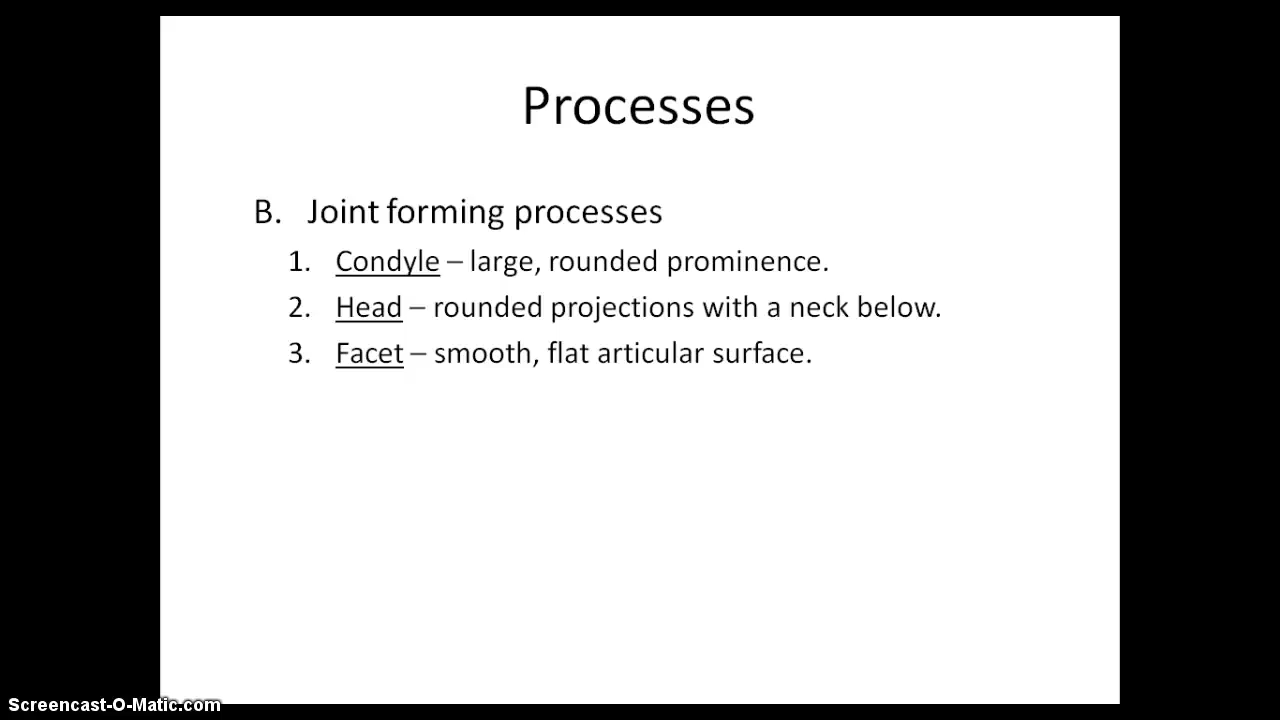 Processes
B. Joint forming processes
1. Condyle – large, rounded prominence.
2. Head – rounded projections with a neck below.
3. Facet – smooth, flat articular surface.
Screencast-O-Matic.com